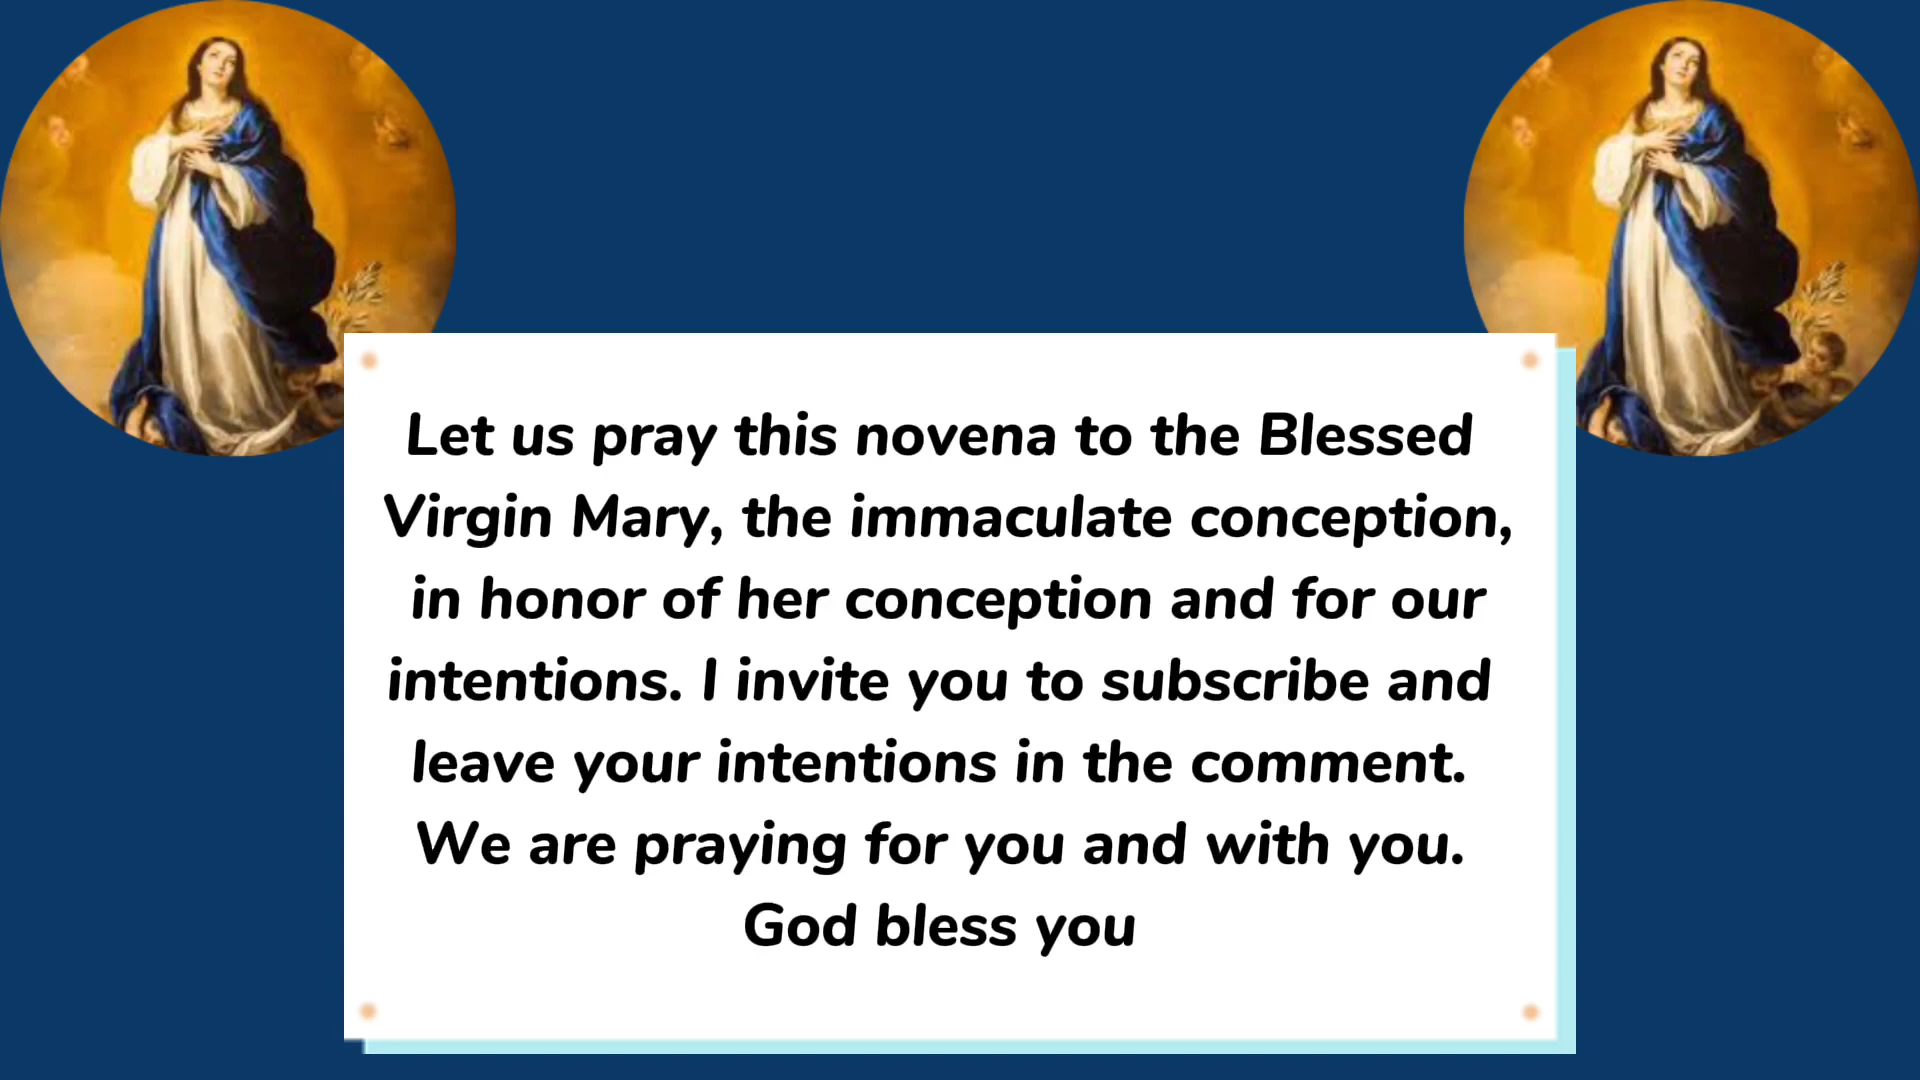 Let us pray this novena to the Blessed
Virgin Mary, the immaculate conception,
in honor of her conception and for our
intentions. I invite you to subscribe and
leave your intentions in the comment.
We are praying for you and with you.
God bless you